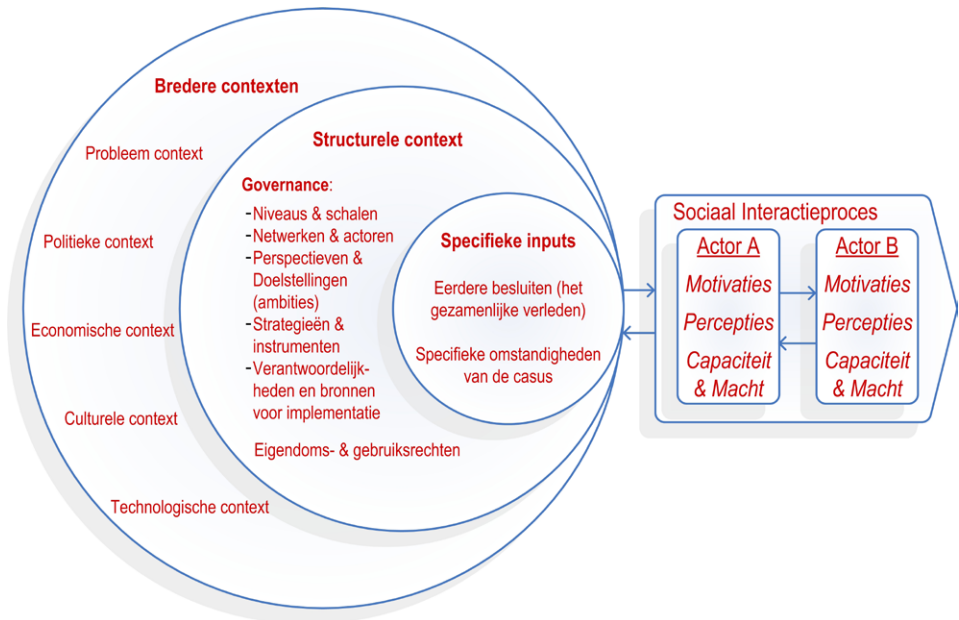 Bredere contexten
Probleem context
Politieke context
Economische context
Culturele context
Technologische context
Structurele context
Governance:
-Niveaus & schalen
-Netwerken & actoren
-Perspectieven &
Doelstellingen
(ambities)
-Strategieën &
instrumenten
-Verantwoordelijk-
heden en bronnen
voor implementatie
Eigendoms- & gebruiksrechten
Specifieke inputs
Eerdere besluiten (het
gezamenlijke verleden)
Specifieke omstandigheden
van de casus
Sociaal Interactieproces
Actor A
Motivaties
Percepties
Capaciteit
& Macht
Actor B
Motivaties
Percepties
Capaciteit
& Macht